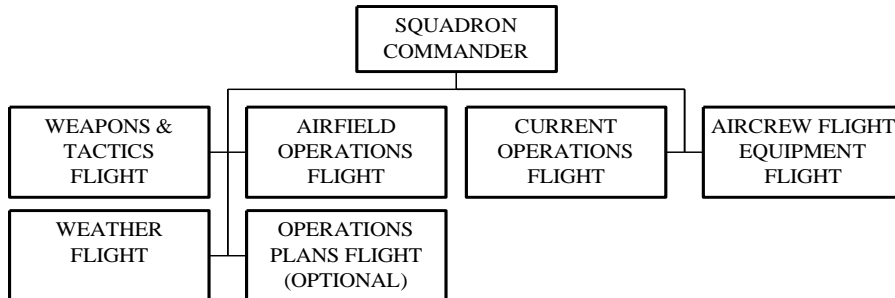 SQUADRON
COMMANDER
WEAPONS &
TACTICS
FLIGHT
AIRFIELD
OPERATIONS
FLIGHT
CURRENT
OPERATIONS
FLIGHT
AIRCREW FLIGHT
EQUIPMENT
FLIGHT
WEATHER
FLIGHT
OPERATIONS
PLANS FLIGHT
(OPTIONAL)